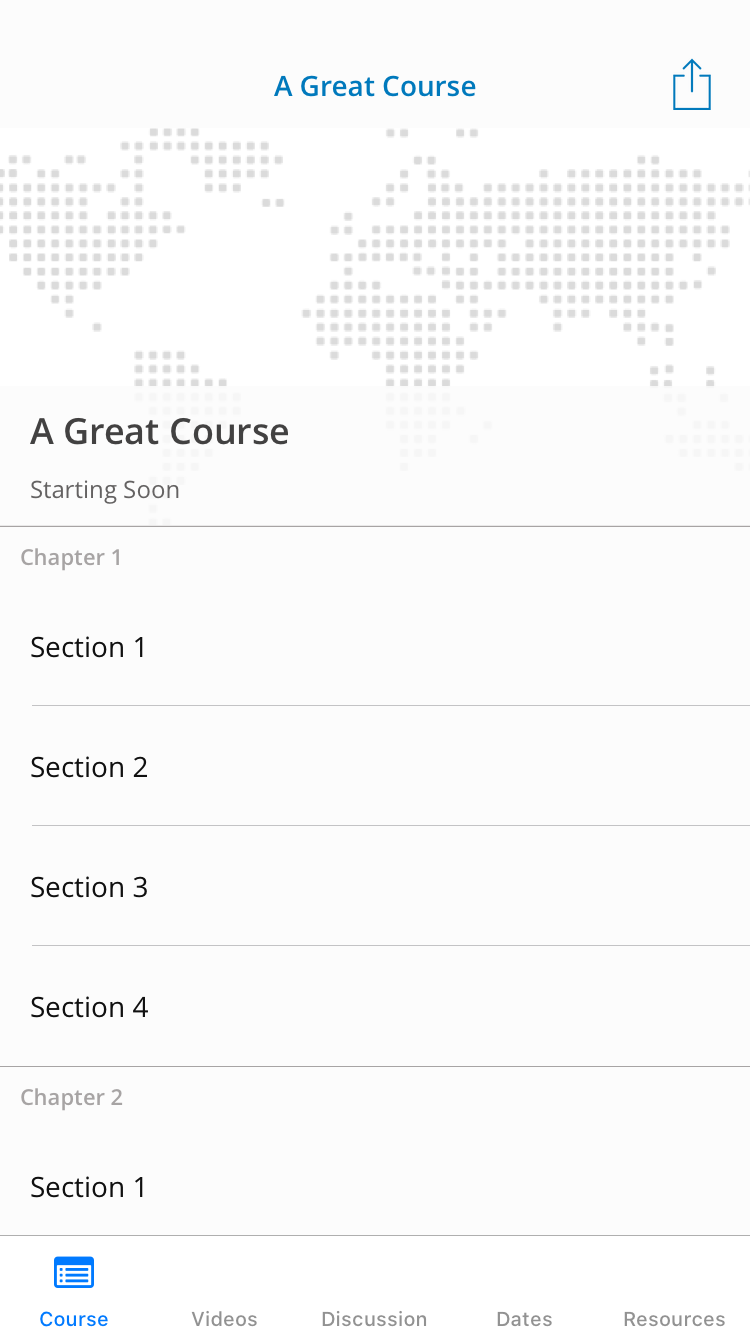 A Great Course
A Great Course
Starting Soon
Chapter 1
Section 1
Section 2
Section 3
Section 4
Chapter 2
Section 1
Course Videos Discussion Dates Resources